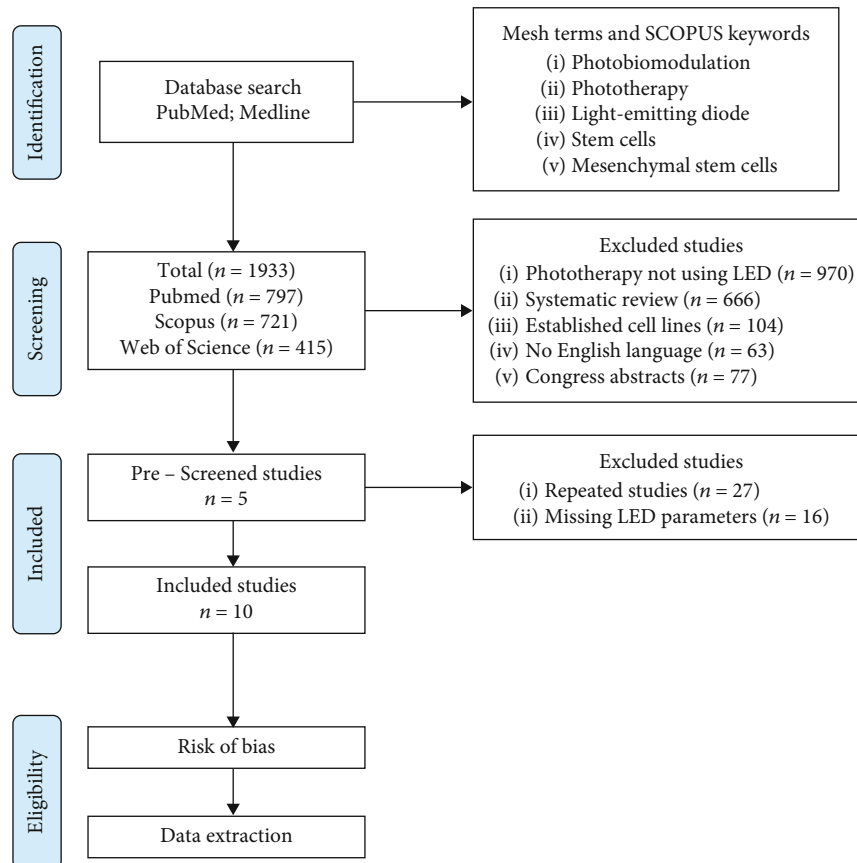 Identification
Database search
PubMed; Medline
Mesh terms and SCOPUS keywords
(i) Photobiomodulation
(ii) Phototherapy
(iii) Light-emitting diode
(iv) Stem cells
(v) Mesenchymal stem cells
Screening
Total (n = 1933)
Pubmed = 797)
Scopus = 721)
Web of Science (n = 415)
Excluded studies
(i) Phototherapy not using LED (n = 970)
(ii) Systematic review (n = 666)
(iii) Established cell lines (n = 104)
(iv) No English language (n = 63)
(v) Congress abstracts (n = 77)
Included
Pre – Screened studies
n = 5
Excluded studies
(i) Repeated studies (n = 27)
(ii) Missing LED parameters (n = 16)
Included studies
n = 10
Eligibility
Risk of bias
Data extraction